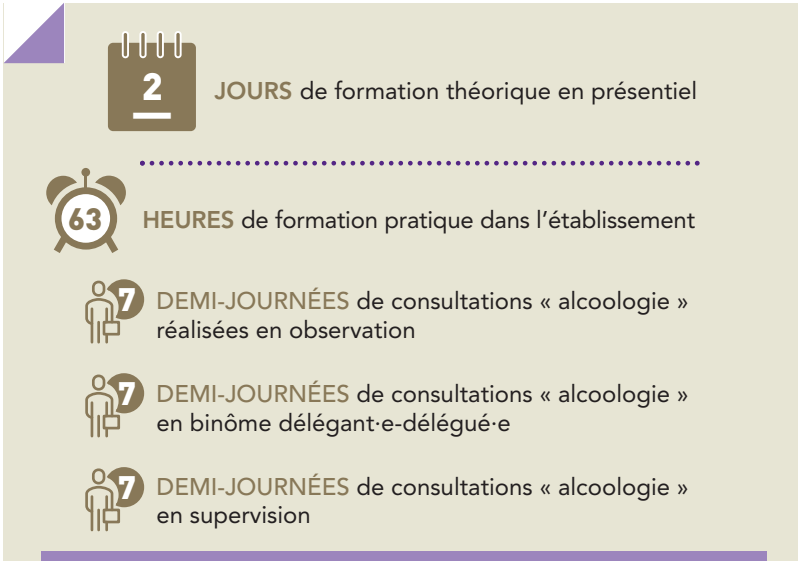 2
JOURS de formation théorique en présentiel
63
HEURES de formation pratique dans l’établissement
7
DEMI-JOURNÉES de consultations « alcoologie »
réalisées en observation
7
DEMI-JOURNÉES de consultations « alcoologie »
en binôme délégant·e-délégué·e
7
DEMI-JOURNÉES de consultations « alcoologie »
en supervision